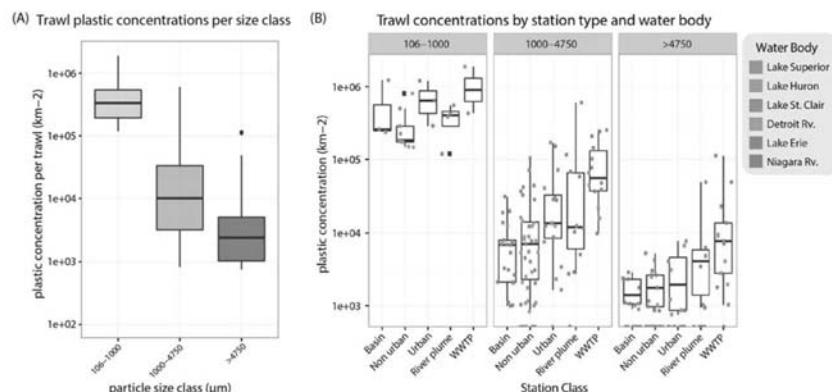 (A) Trawl plastic concentrations per size class
plastic concentration per trawl (km−2)
1e+06
1e+05
1e+04
1e+03
1e+02
106−1000
1000−4750
>4750
particle size class (um)
(B) Trawl concentrations by station type and water body
106−1000
1000−4750
>4750
plastic concentration (km−2)
1e+06
1e+05
1e+04
1e+03
Basin
Non urban
Urban
River plume
WWTP
Basin
Non urban
Urban
River plume
WWTP
Basin
Non urban
Urban
River plume
WWTP
Station Class
Water Body
Lake Superior
Lake Huron
Lake St. Clair
Detroit Rv.
Lake Erie
Niagara Rv.